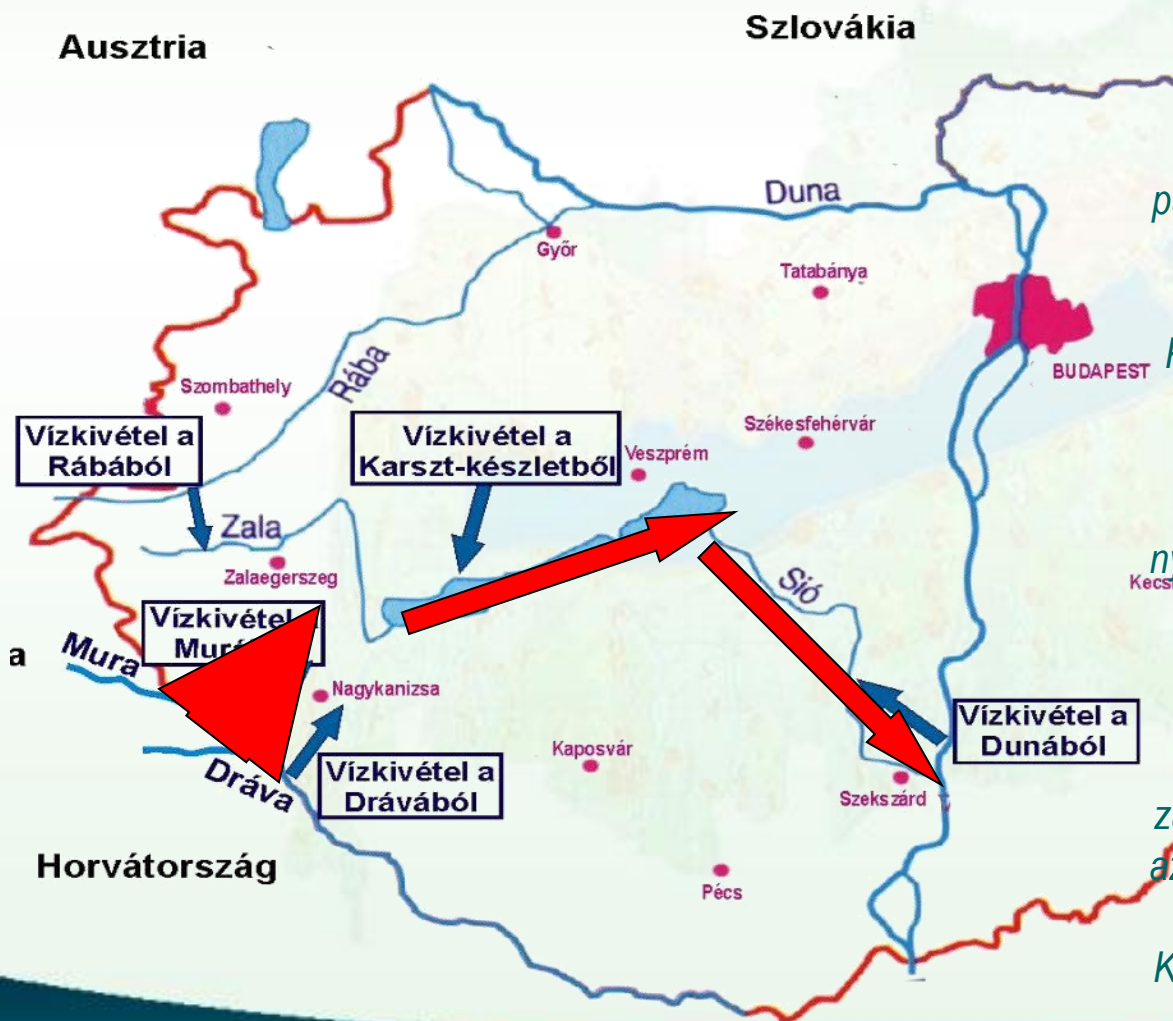 Ausztria
Szlovákia
Duna
Győr
Tatabánya
Rába
BUDAPEST
Szombathely
Székesfehérvár
Vízkivétel a
Rábából
Vízkivétel a
Karszt-készletből
Veszprém
Zala
Zalaegerszeg
Sió
Vízkivétel a
Mura
Nagykanizsa
Vízkivétel a
Dunából
Kaposvár
Dráva
Vízkivétel a
Drávából
Szekszárd
Horvátország
Pécs